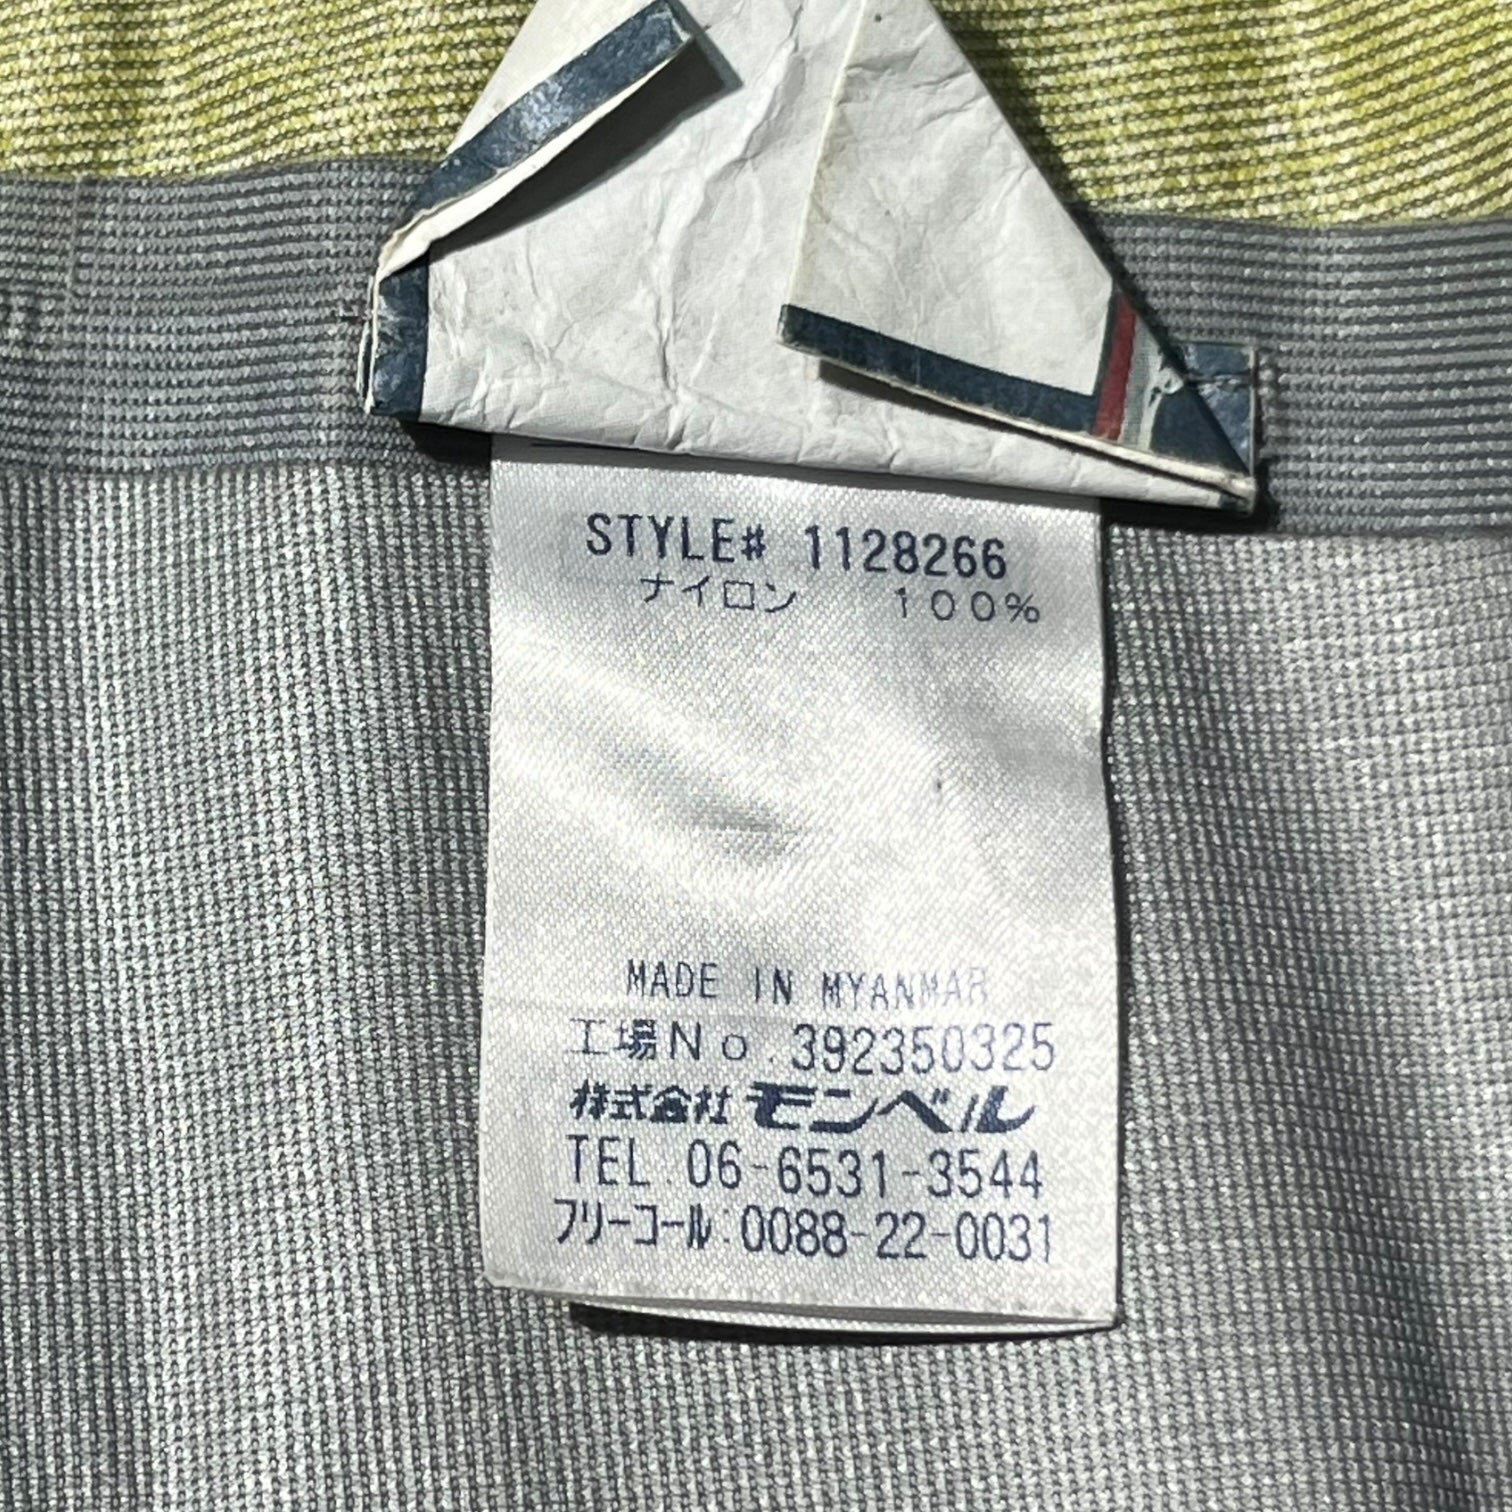 STYLE# 1128266
ナイロン 100%
MADE IN MYANMAR
工場No.392350325
株式会社モンベル
TEL.06-6531-3544
フリーコール:0088-22-0031